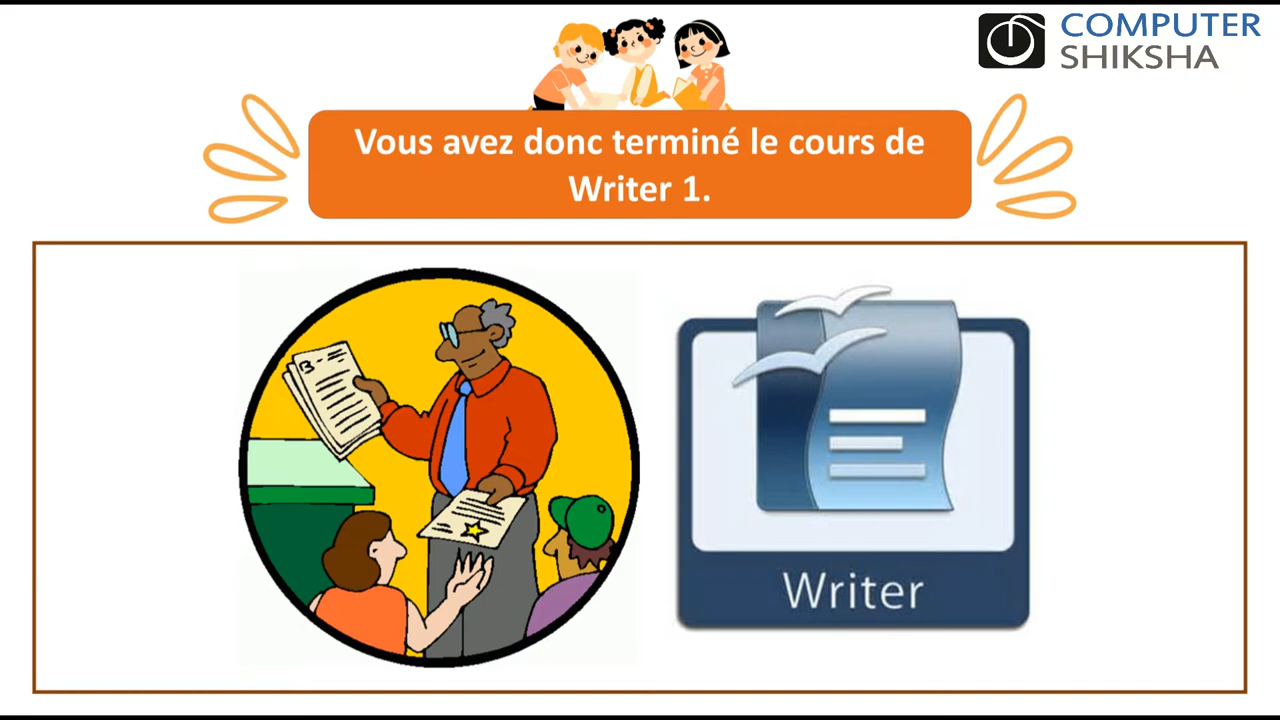 COMPUTER
SHIKSHA
Vous avez donc terminé le cours de
Writer 1.
Writer